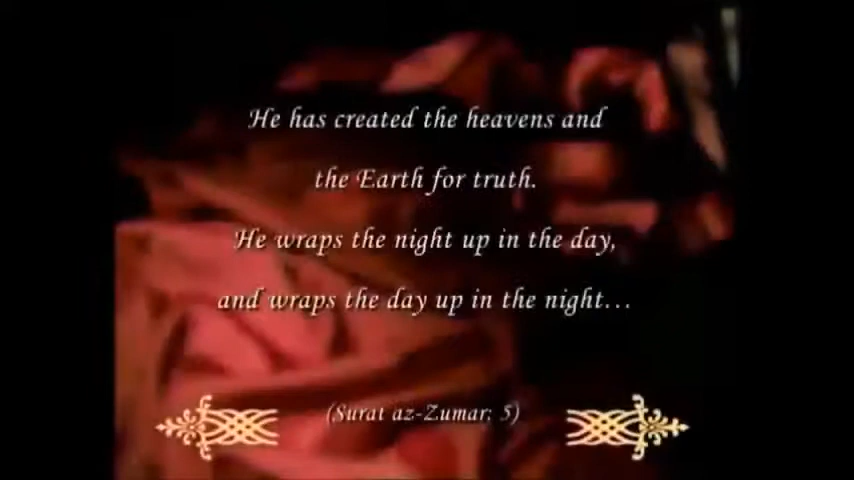 He has created the heavens and
the Earth for truth.
He wraps the night up in the day,
and wraps the day up in the night...
(Surat az-Zumar: 5)